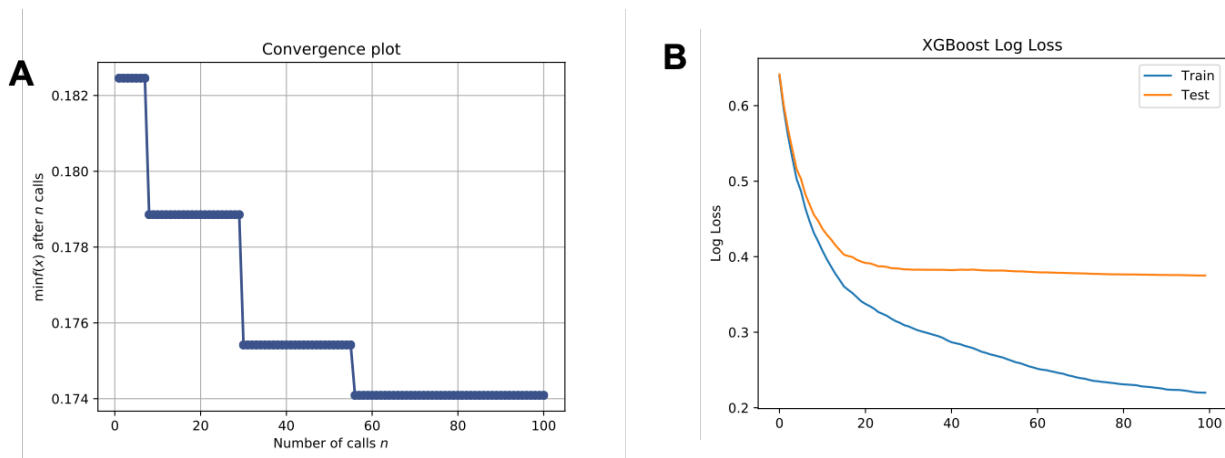 A
Convergence plot
0.182
0.180
0.178
0.176
0.174
min f(x) after n calls
0
20
40
60
80
100
Number of calls n
B
XGBoost Log Loss
Train
Test
0.6
0.5
0.4
0.3
0.2
Log Loss
0
20
40
60
80
100